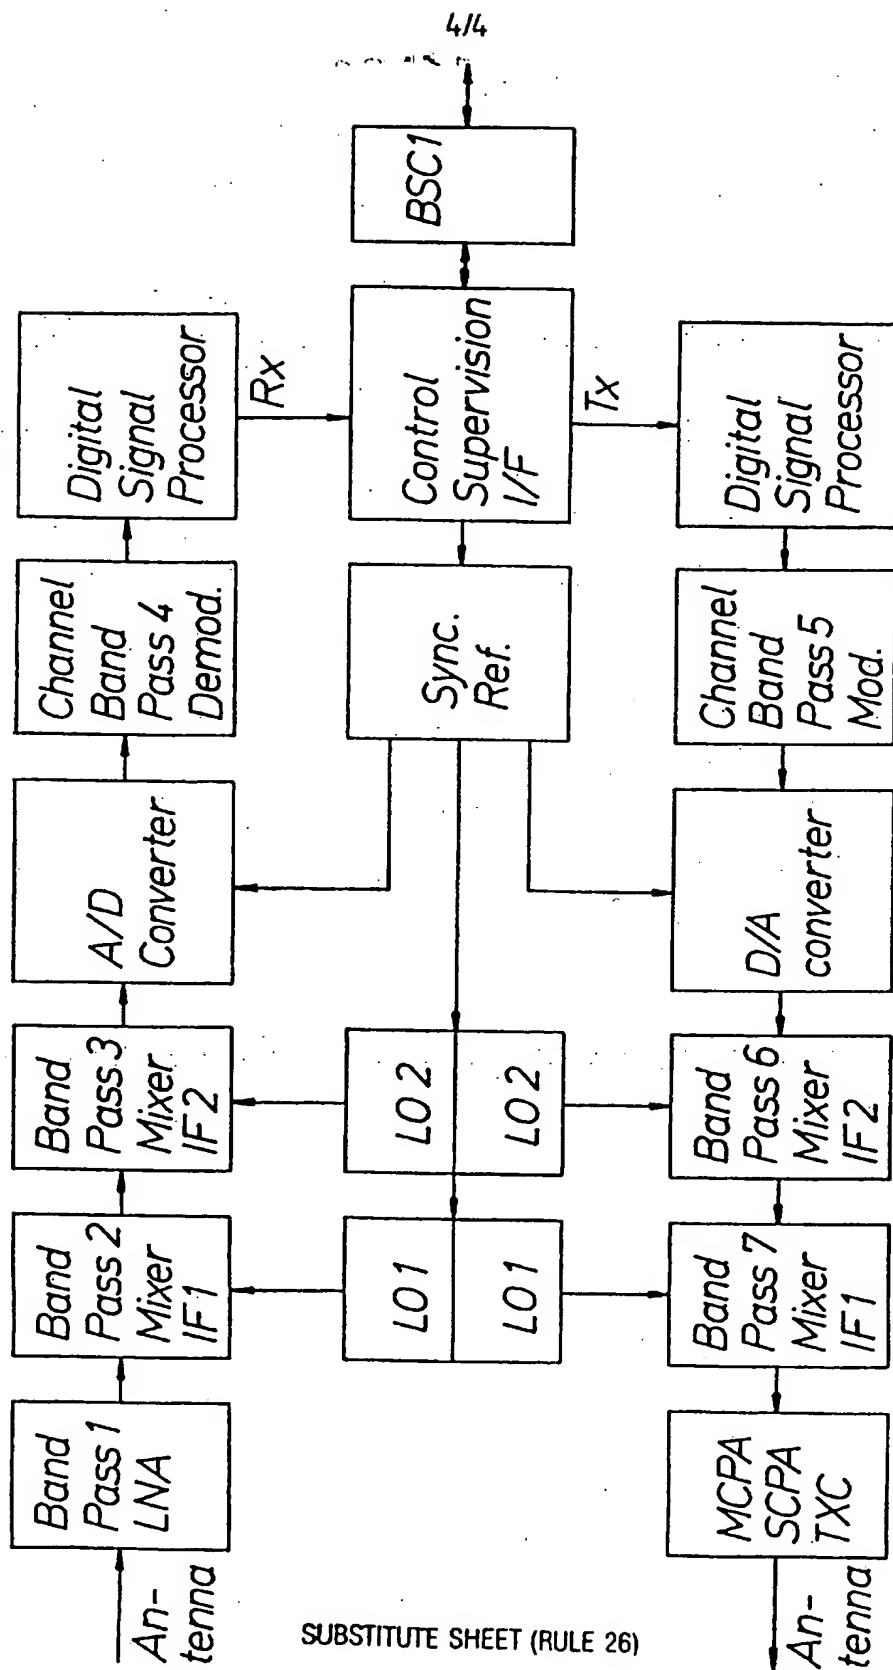 4/4
An-
tenna
Band
Pass 1
LNA
Band
Pass 2
Mixer
IF1
Band
Pass 3
Mixer
IF2
A/D
Converter
Channel
Band
Pass 4
Demod.
Digital
Signal
Processor
Rx
LO1
LO1
LO2
LO2
Sync.
Ref.
Control
Supervision
I/F
BSC1
Tx
An-
tenna
MCPA
SCPA
TXC
Band
Pass 7
Mixer
IF1
Band
Pass 6
Mixer
IF2
D/A
converter
Channel
Band
Pass 5
Mod.
Digital
Signal
Processor
SUBSTITUTE SHEET (RULE 26)